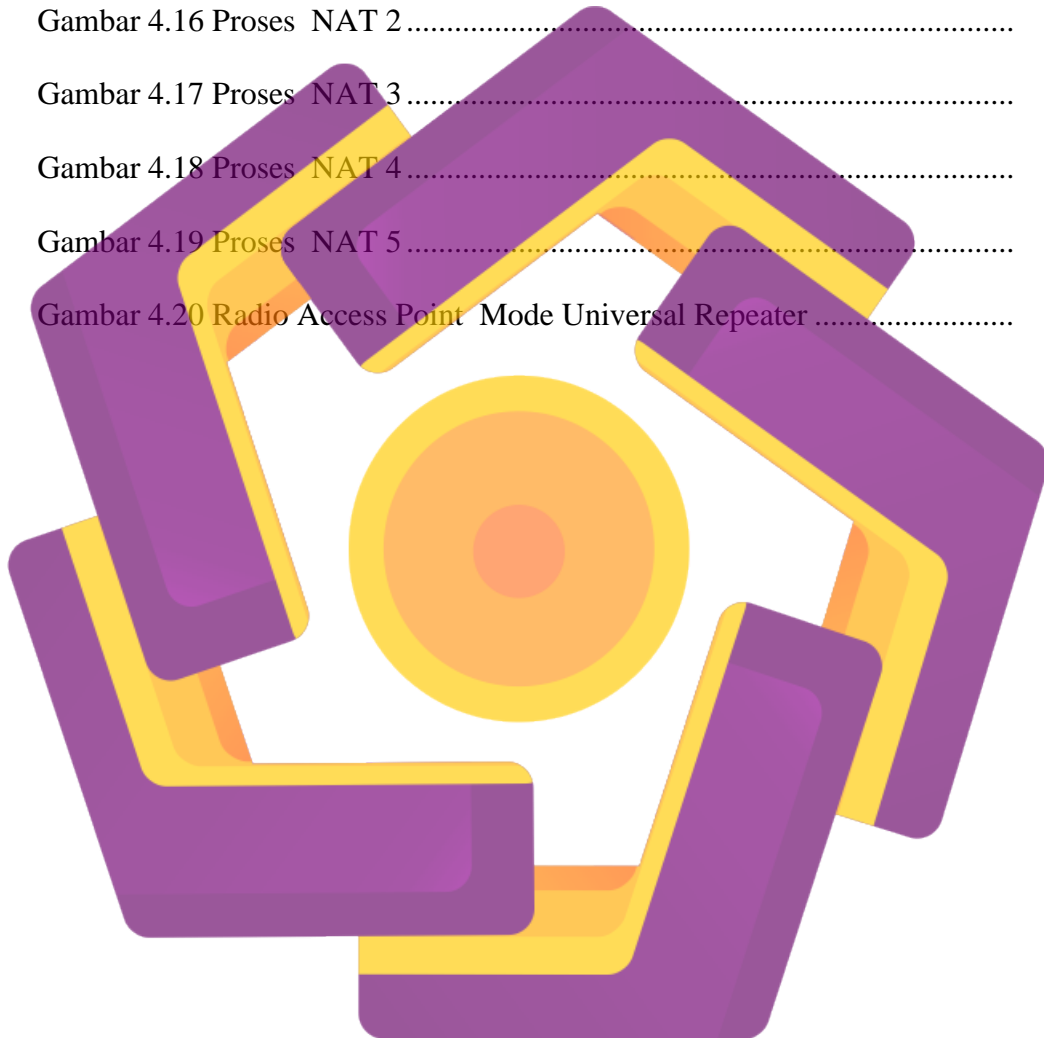 Gambar 4.16 Proses  NAT 2 ............................................................................
Gambar 4.17 Proses  NAT 3 ............................................................................
Gambar 4.18 Proses  NAT 4 ............................................................................
Gambar 4.19 Proses  NAT 5 ............................................................................
Gambar 4.20 Radio Access Point  Mode Universal Repeater .........................